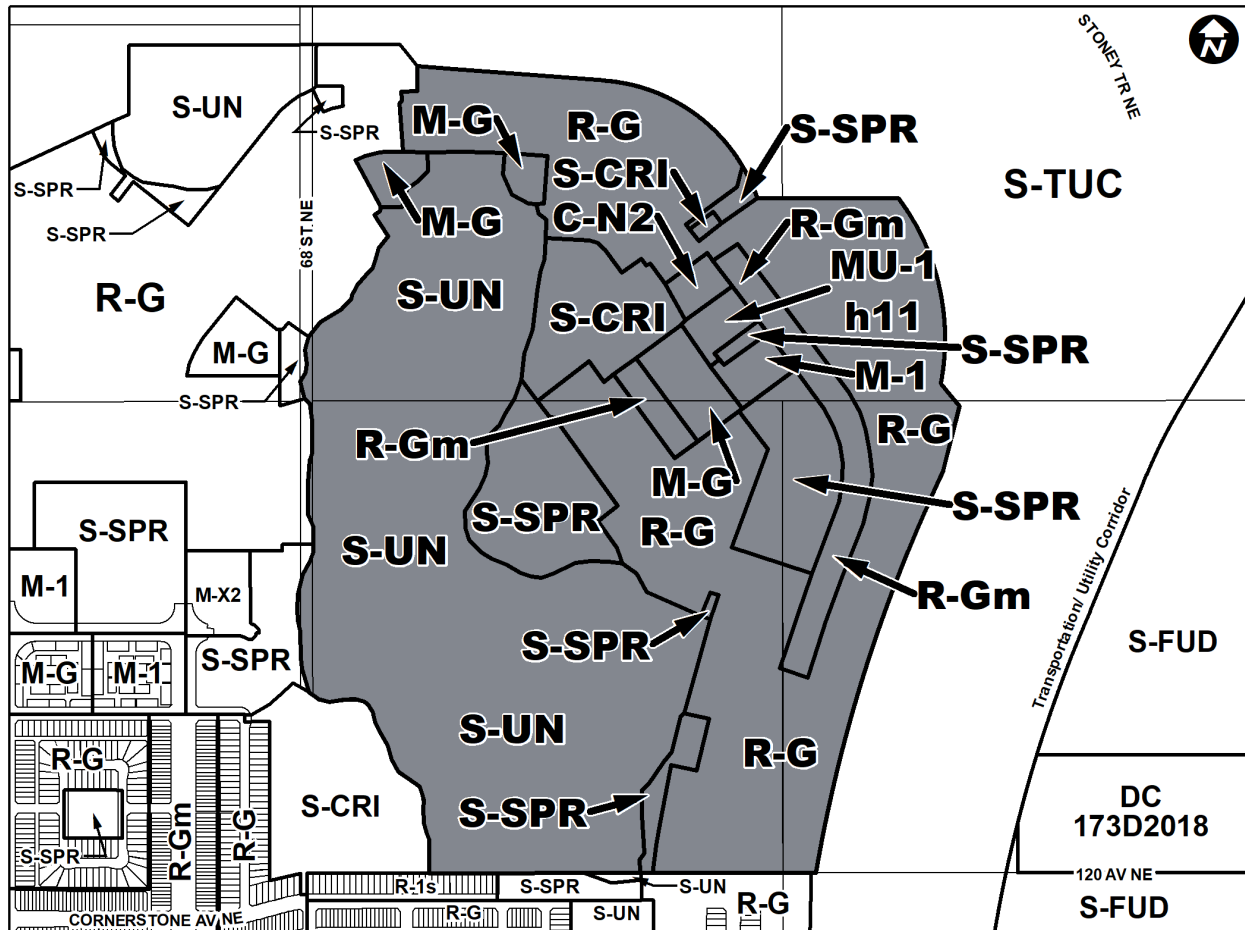 STONEY TR NE
N
S-UN
S-SPR
S-SPR
S-SPR
68 ST NE
R-G
M-G
S-SPR
M-G
R-G
S-SPR
S-CRI
M-G
C-N2
R-Gm
S-TUC
S-UN
S-CRI
MU-1
h11
S-SPR
M-1
R-Gm
M-G
R-G
S-SPR
S-SPR
R-G
S-UN
R-Gm
S-SPR
S-UN
R-G
S-SPR
Transportation/ Utility Corridor
S-FUD
S-SPR
M-1
M-X2
M-G
M-1
S-SPR
R-G
S-SPR
R-Gm
R-G
S-CRI
DC
173D2018
120 AV NE
S-FUD
R-1s
S-SPR
S-UN
CORNERSTONE AV NE
R-G
S-UN
R-G